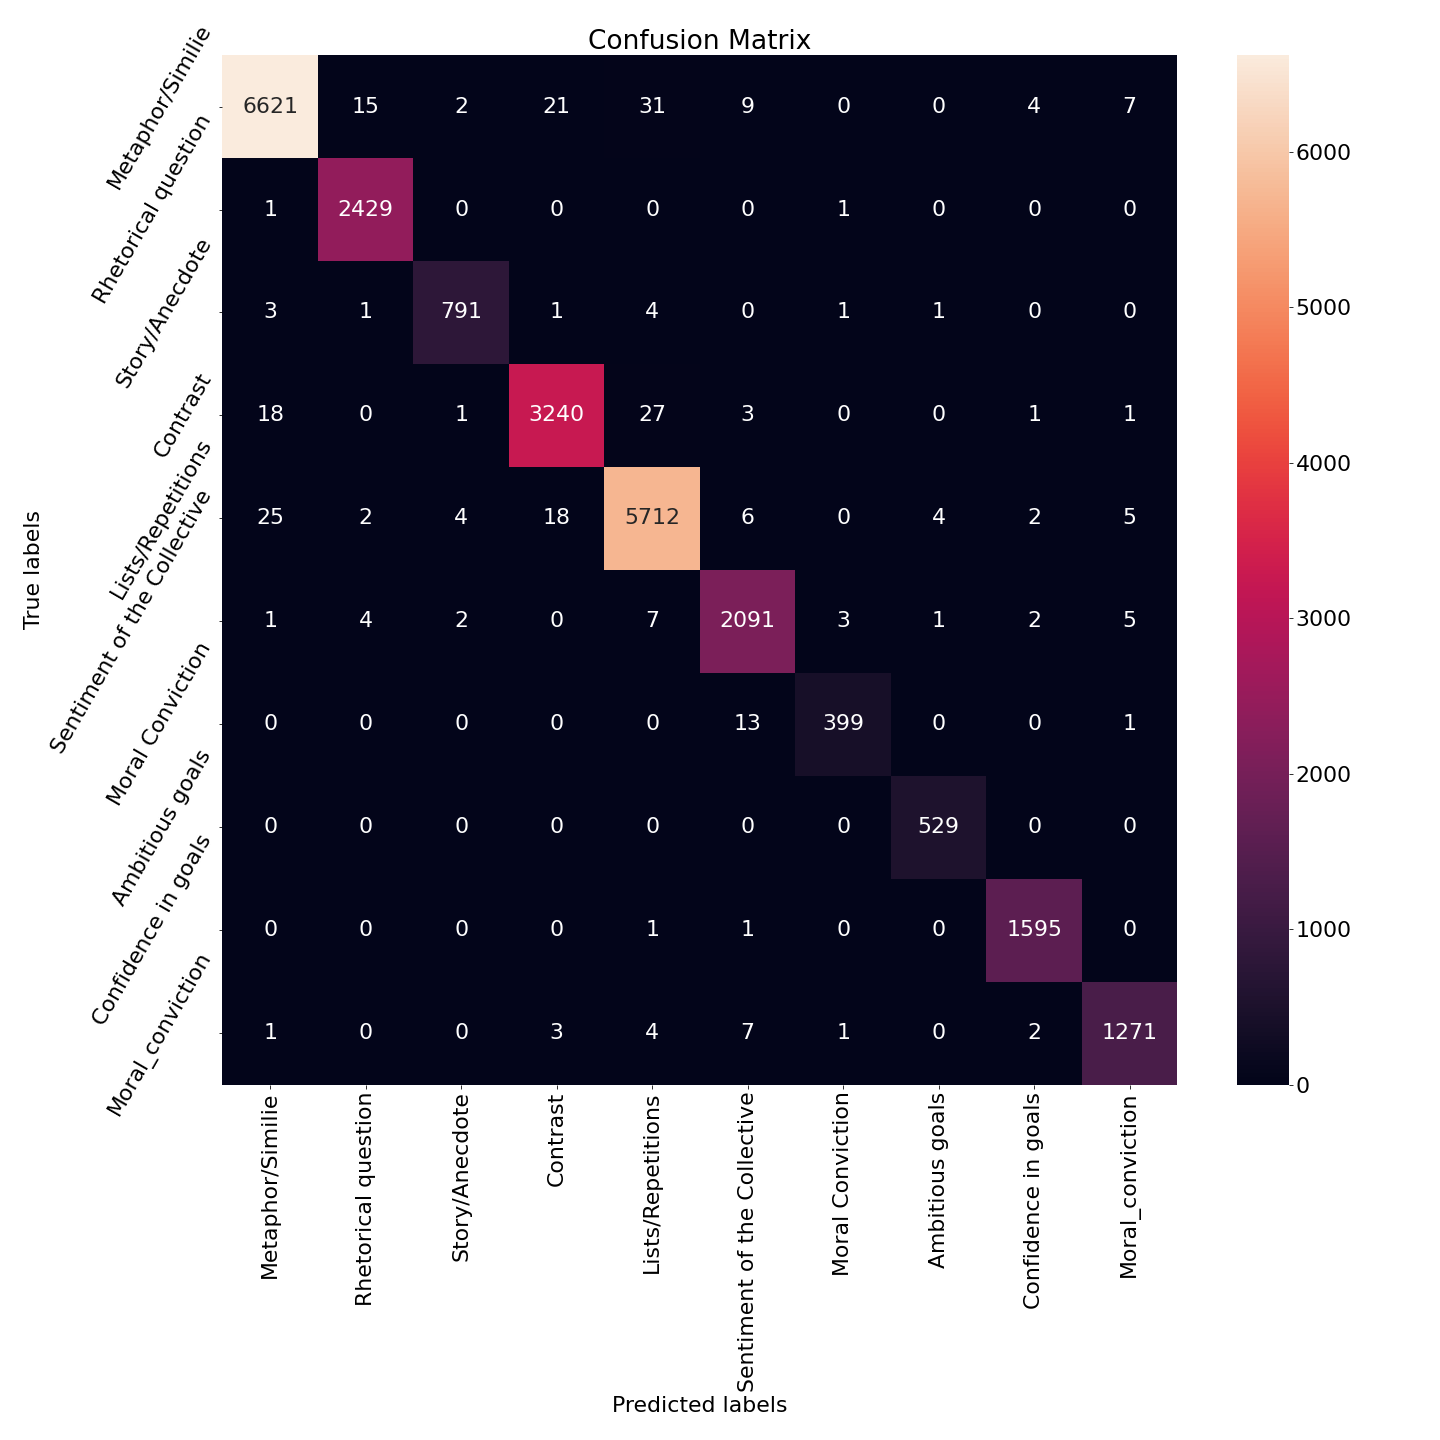 Confusion Matrix
Metaphor/Similie 6621 15 2 21 31 9 0 0 4 7
Rhetorical question 1 2429 0 0 0 0 1 0 0 0
Story/Anecdote 3 1 791 1 4 0 1 1 0 0
Contrast 18 0 1 3240 27 3 0 0 1 1
Lists/Repetitions 25 2 4 18 5712 6 0 4 2 5
Sentiment of the Collective 1 4 2 0 7 2091 3 1 2 5
Moral Conviction 0 0 0 0 0 13 399 0 0 1
Ambitious goals 0 0 0 0 0 0 0 529 0 0
Confidence in goals 0 0 0 0 1 1 0 0 1595 0
Moral_conviction 1 0 0 3 4 7 1 0 2 1271
True labels
Metaphor/Similie
Rhetorical question
Story/Anecdote
Contrast
Lists/Repetitions
Sentiment of the Collective
Moral Conviction
Ambitious goals
Confidence in goals
Moral_conviction
Predicted labels
6000
5000
4000
3000
2000
1000
0